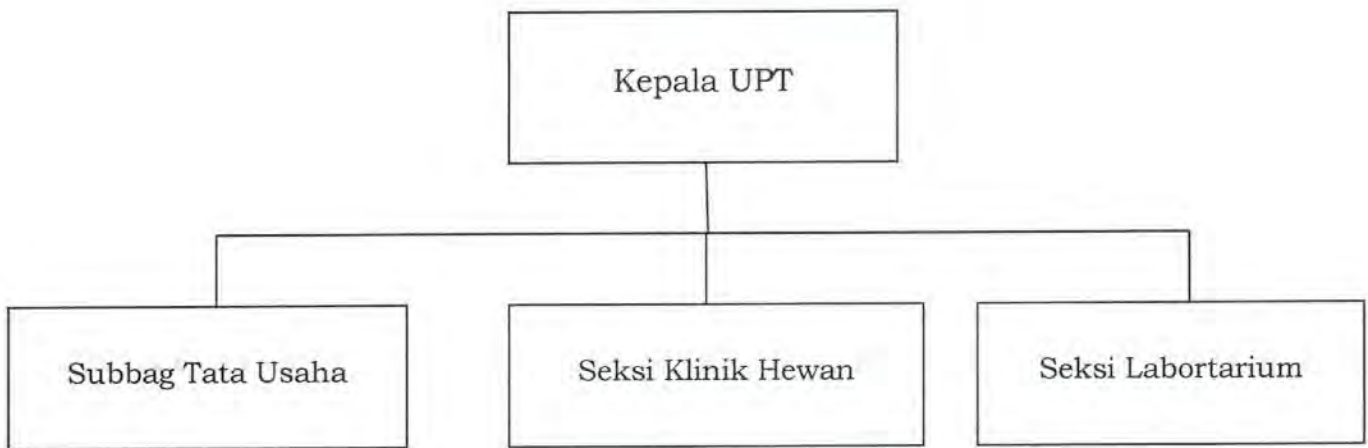 Kepala UPT
Subbag Tata Usaha
Seksi Klinik Hewan
Seksi Labortarium